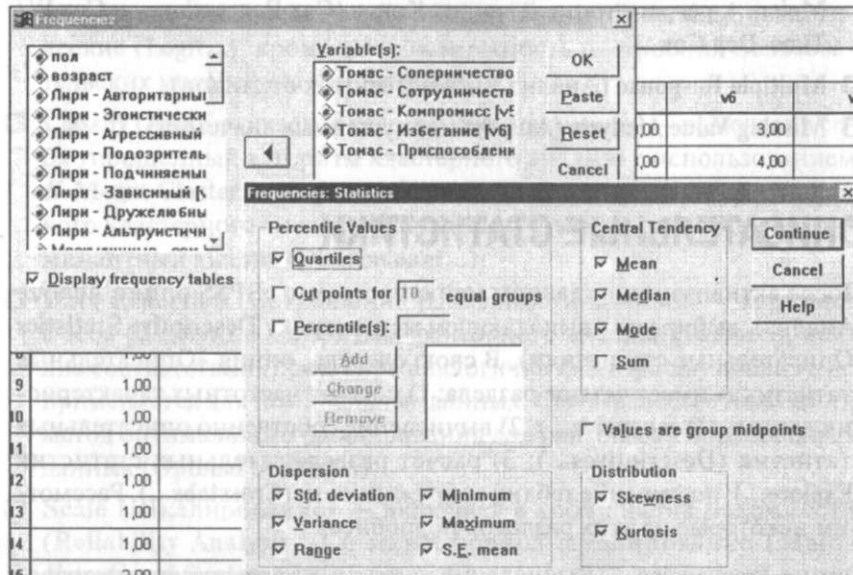 Frequencies
пол
возраст
Лири - Авторитарны
Лири - Эгоистически
Лири - Агрессивный
Лири - Подозритель
Лири - Подчиняемы
Лири - Зависимый [v
Лири - Дружелюбны
Лири - Альтруистичн
Display frequency tables
Variable(s):
Томас - Соперничество
Томас - Сотрудничест
Томас - Компромисс [v5
Томас - Избегание [v6]
Томас - Приспособлени
OK
Paste
Reset
Cancel
v6
3,00
4,00
Frequencies: Statistics
Percentile Values
Quartiles
Cut points for 10 equal groups
Percentile(s):
Add
Change
Remove
Central Tendency
Mean
Median
Mode
Sum
Continue
Cancel
Help
Values are group midpoints
Dispersion
Std. deviation
Variance
Range
Minimum
Maximum
S.E. mean
Distribution
Skewness
Kurtosis
9 1,00
10 1,00
11 1,00
12 1,00
13 1,00
14 1,00
2,00